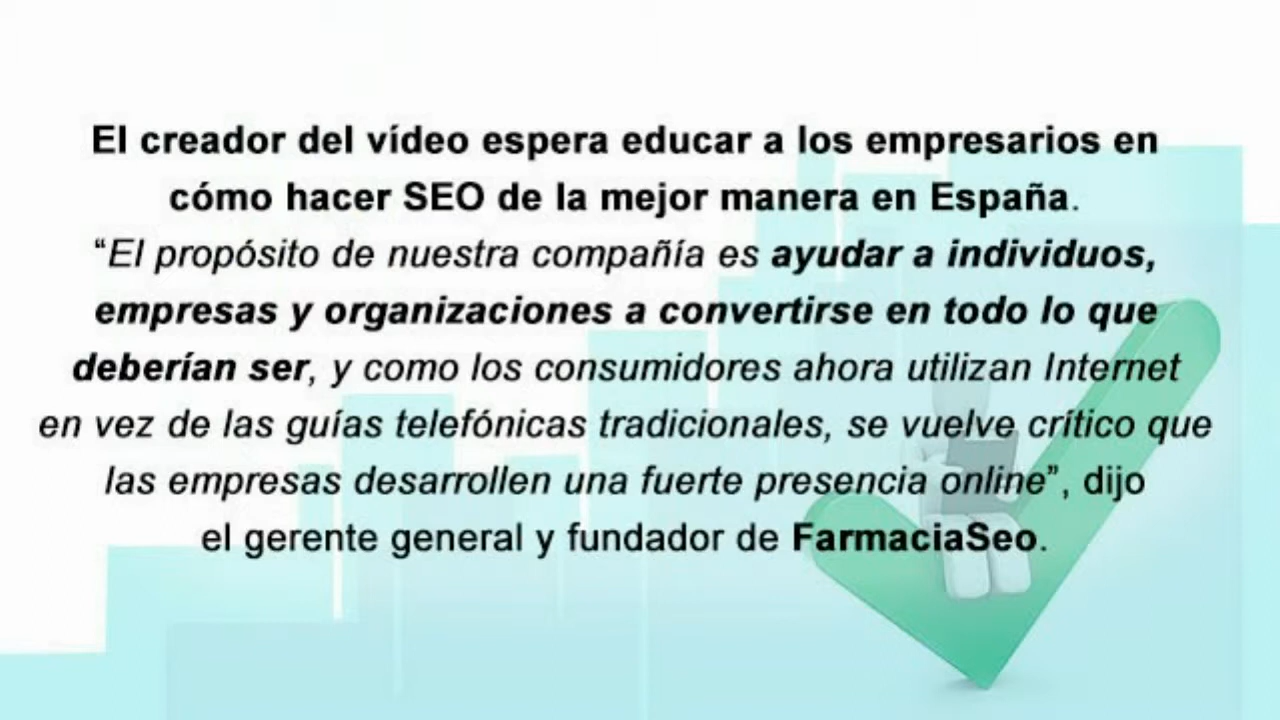 El creador del vídeo espera educar a los empresarios en
cómo hacer SEO de la mejor manera en España.
“El propósito de nuestra compañía es ayudar a individuos,
empresas y organizaciones a convertirse en todo lo que
deberían ser, y como los consumidores ahora utilizan Internet
en vez de las guías telefónicas tradicionales, se vuelve crítico que
las empresas desarrollen una fuerte presencia online”, dijo
el gerente general y fundador de FarmaciaSeo.